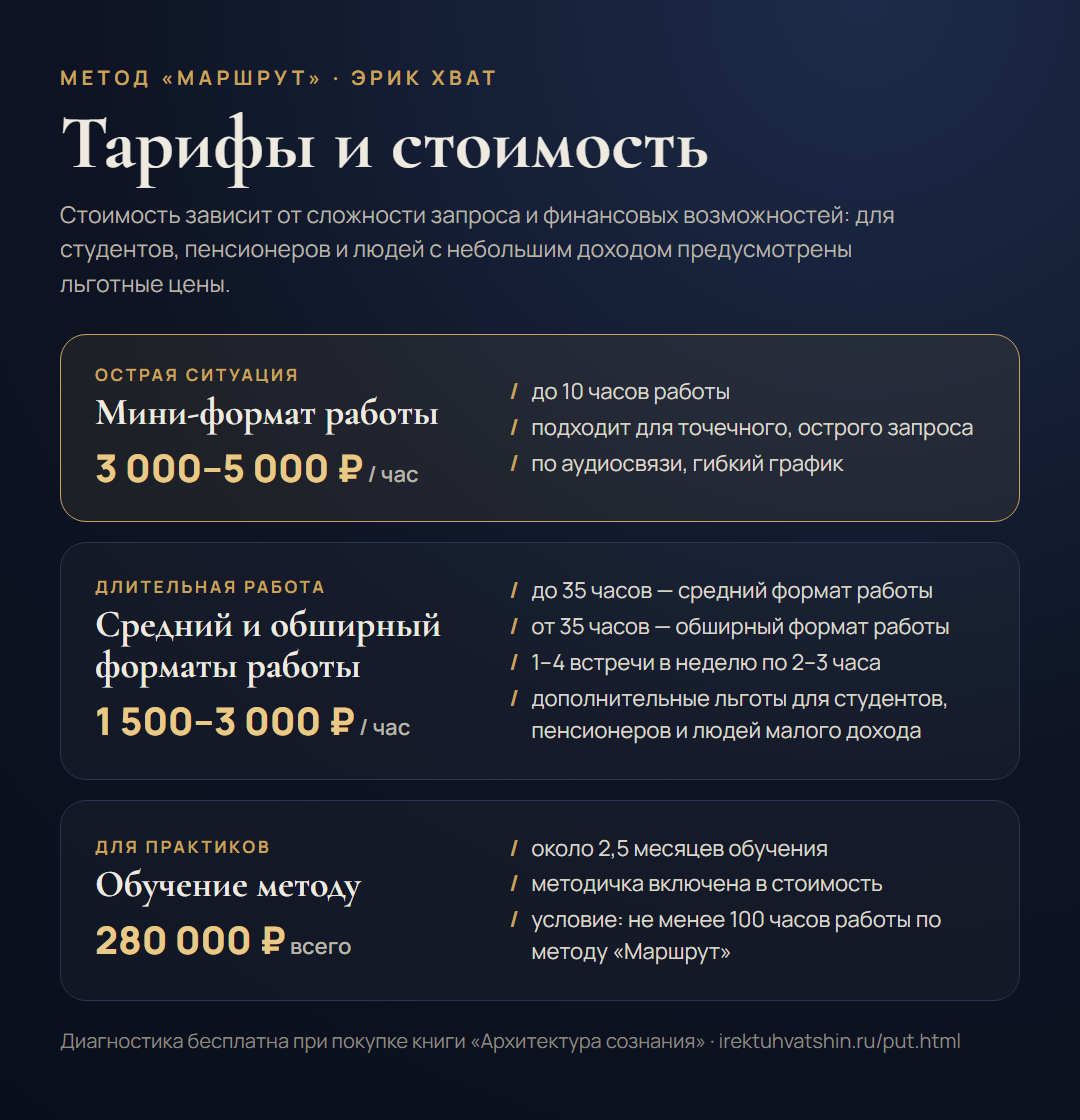 МЕТОД «МАРШРУТ» · ЭРИК ХВАТ
Тарифы и стоимость
Стоимость зависит от сложности запроса и финансовых возможностей: для
студентов, пенсионеров и людей с небольшим доходом предусмотрены
льготные цены.
ОСТРАЯ СИТУАЦИЯ
Мини-формат работы
3 000–5 000 ₽ / час
/ до 10 часов работы
/ подходит для точечного, острого запроса
/ по аудиосвязи, гибкий график
ДЛИТЕЛЬНАЯ РАБОТА
Средний и обширный
форматы работы
1 500–3 000 ₽ / час
/ до 35 часов — средний формат работы
/ от 35 часов — обширный формат работы
/ 1–4 встречи в неделю по 2–3 часа
/ дополнительные льготы для студентов,
пенсионеров и людей малого дохода
ДЛЯ ПРАКТИКОВ
Обучение методу
280 000 ₽ всего
/ около 2,5 месяцев обучения
/ методичка включена в стоимость
/ условие: не менее 100 часов работы по
методу «Маршрут»
Диагностика бесплатна при покупке книги «Архитектура сознания» · irektuhvatshin.ru/put.html